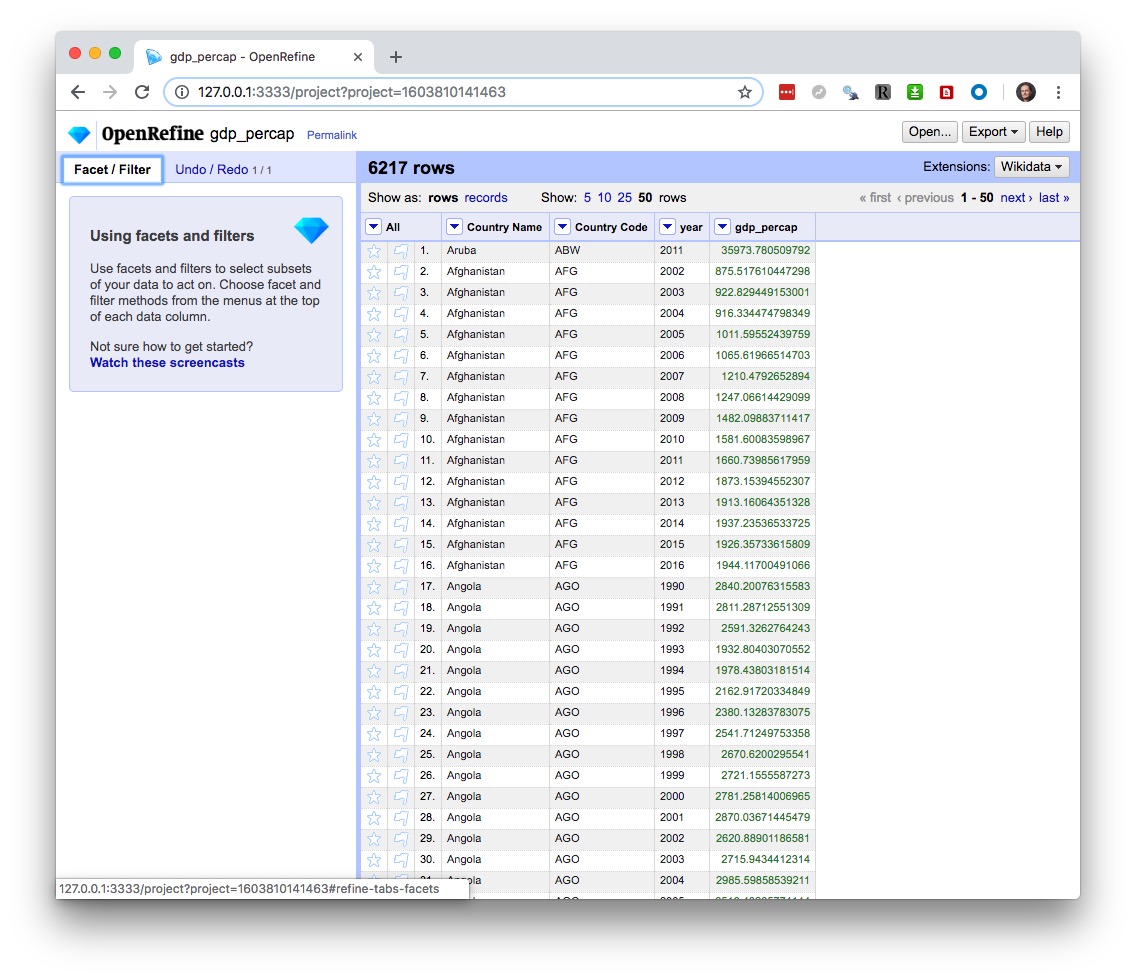 gdp_percap - OpenRefine
127.0.0.1:3333/project?project=1603810141463
OpenRefine gdp_percap Permalink Open... Export Help
Facet / Filter Undo / Redo 1 / 1
6217 rows Extensions: Wikidata
Show as: rows records Show: 5 10 25 50 rows « first ‹ previous 1 - 50 next › last »
Using facets and filters
Use facets and filters to select subsets
of your data to act on. Choose facet and
filter methods from the menus at the top
of each data column.
Not sure how to get started?
Watch these screencasts
All Country Name Country Code year gdp_percap
1. Aruba ABW 2011 35973.780509792
2. Afghanistan AFG 2002 875.517610447298
3. Afghanistan AFG 2003 922.829449153001
4. Afghanistan AFG 2004 916.334474798349
5. Afghanistan AFG 2005 1011.59552439759
6. Afghanistan AFG 2006 1065.61966514703
7. Afghanistan AFG 2007 1210.4792652894
8. Afghanistan AFG 2008 1247.06614429099
9. Afghanistan AFG 2009 1482.09883711417
10. Afghanistan AFG 2010 1581.60083598967
11. Afghanistan AFG 2011 1660.73985617959
12. Afghanistan AFG 2012 1873.15394552307
13. Afghanistan AFG 2013 1913.16064351328
14. Afghanistan AFG 2014 1937.23536533725
15. Afghanistan AFG 2015 1926.35733615809
16. Afghanistan AFG 2016 1944.11700491066
17. Angola AGO 1990 2840.20076315583
18. Angola AGO 1991 2811.28712551309
19. Angola AGO 1992 2591.3262764243
20. Angola AGO 1993 1932.80403070552
21. Angola AGO 1994 1978.43803181514
22. Angola AGO 1995 2162.91720334849
23. Angola AGO 1996 2380.13283783075
24. Angola AGO 1997 2541.71249753358
25. Angola AGO 1998 2670.6200295541
26. Angola AGO 1999 2721.1555587273
27. Angola AGO 2000 2781.25814006965
28. Angola AGO 2001 2870.03671445479
29. Angola AGO 2002 2620.88901186581
30. Angola AGO 2003 2715.9434412314
AGO 2004 2985.59858539211
127.0.0.1:3333/project?project=1603810141463#refine-tabs-facets